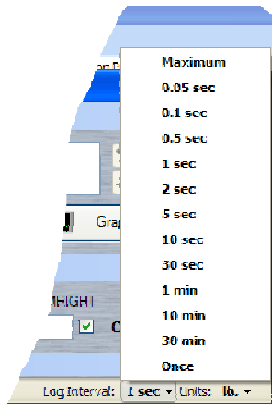 Maximum
0.05 sec
0.1 sec
0.5 sec
1 sec
2 sec
5 sec
10 sec
30 sec
1 min
10 min
30 min
Once
Log Interval: 1 sec Units: lb.